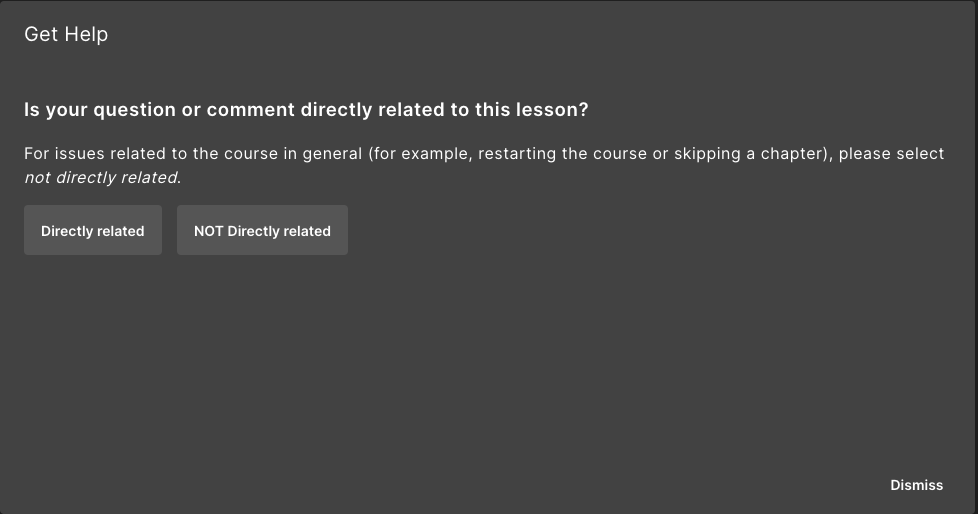 Get Help
Is your question or comment directly related to this lesson?
For issues related to the course in general (for example, restarting the course or skipping a chapter), please select
not directly related.
Directly related
NOT Directly related
Dismiss